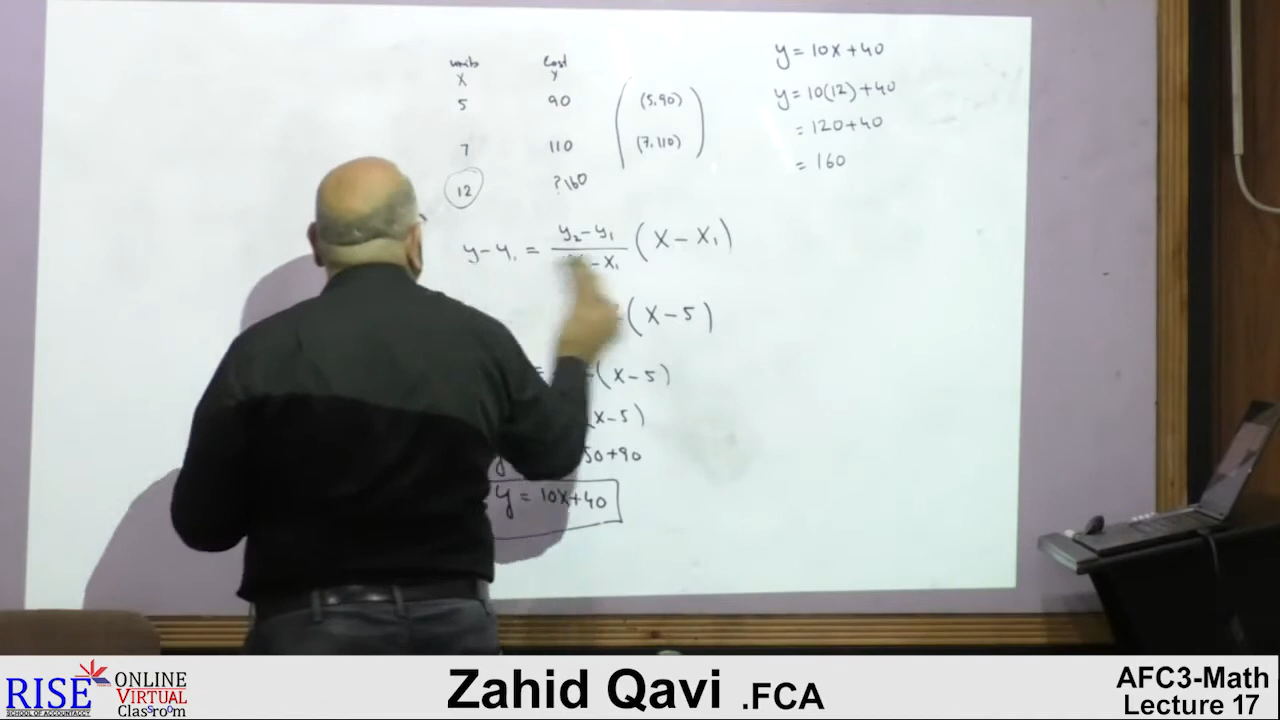 units cost
X Y
5 90 (5,90)
7 110 (7,110)
12 ?160
y = 10x+40
y = 10(12)+40
= 120+40
= 160
y-y₁ = y₂-y₁ (x-x₁)
-x₁
(x-5)
(x-5)
(x-5)
50+90
y = 10x+40
RISE
SCHOOL OF ACCOUNTANCY
ONLINE
VIRTUAL
Classroom
Zahid Qavi .FCA
AFC3-Math
Lecture 17